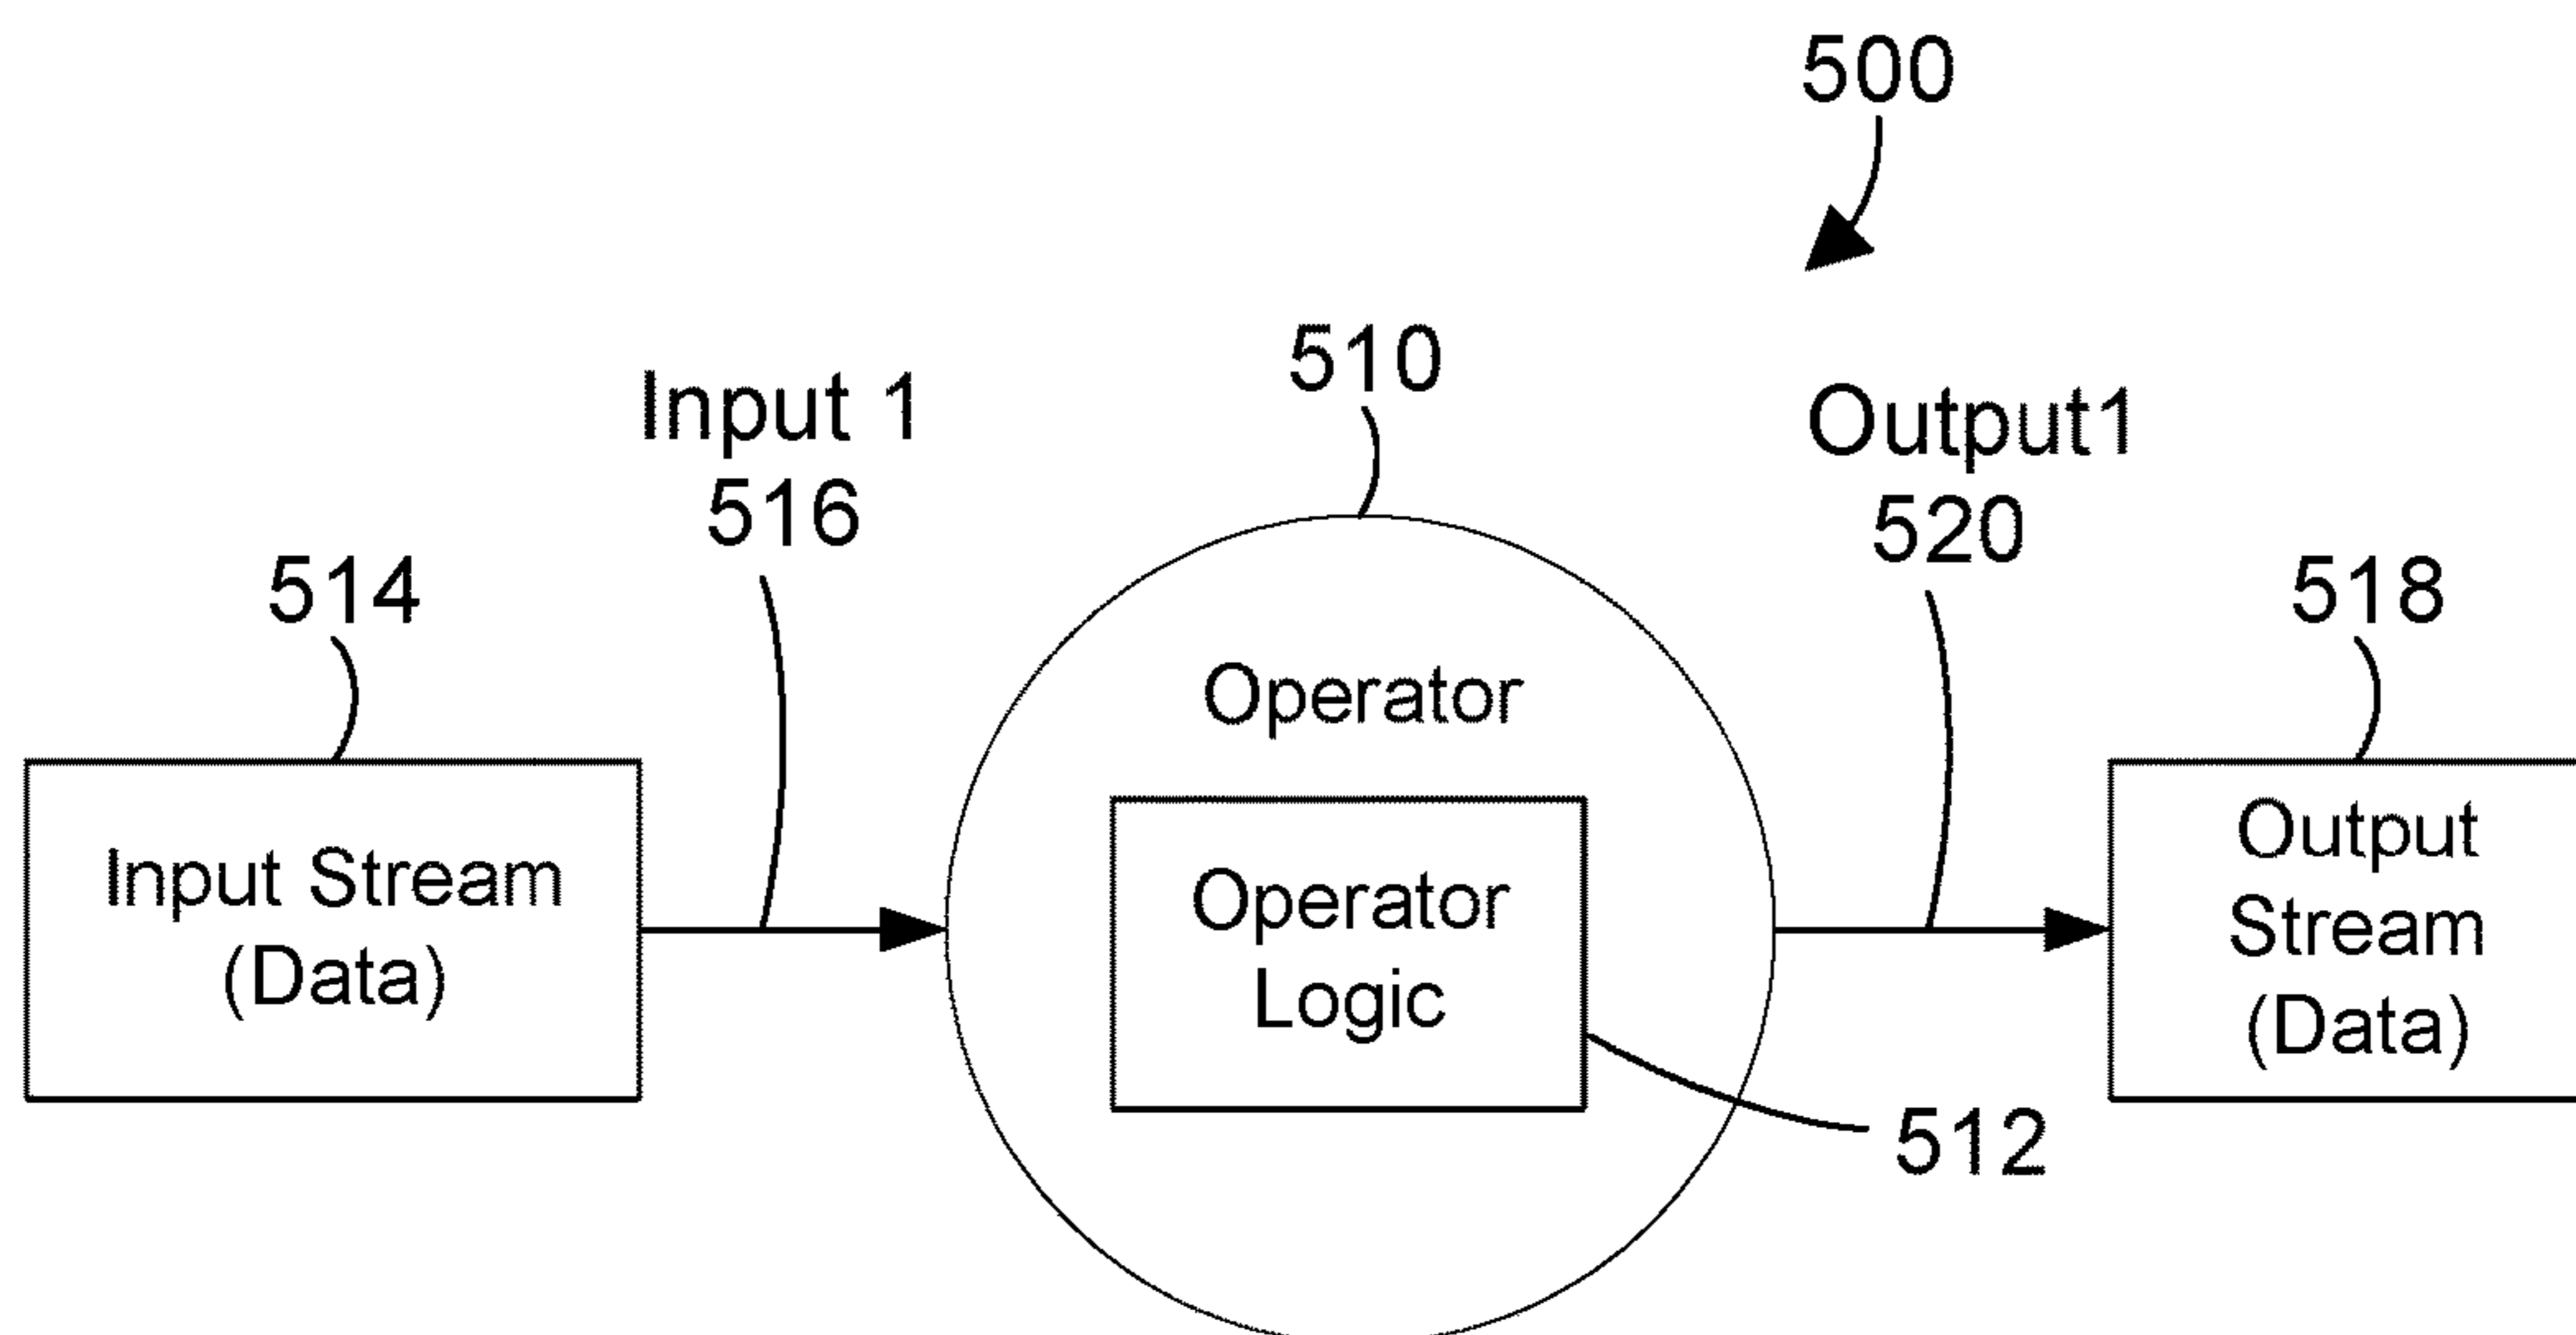 500
510
Input 1
516
Output1
520
514
518
Operator
Input Stream
(Data)
Operator
Logic
Output
Stream
(Data)
512